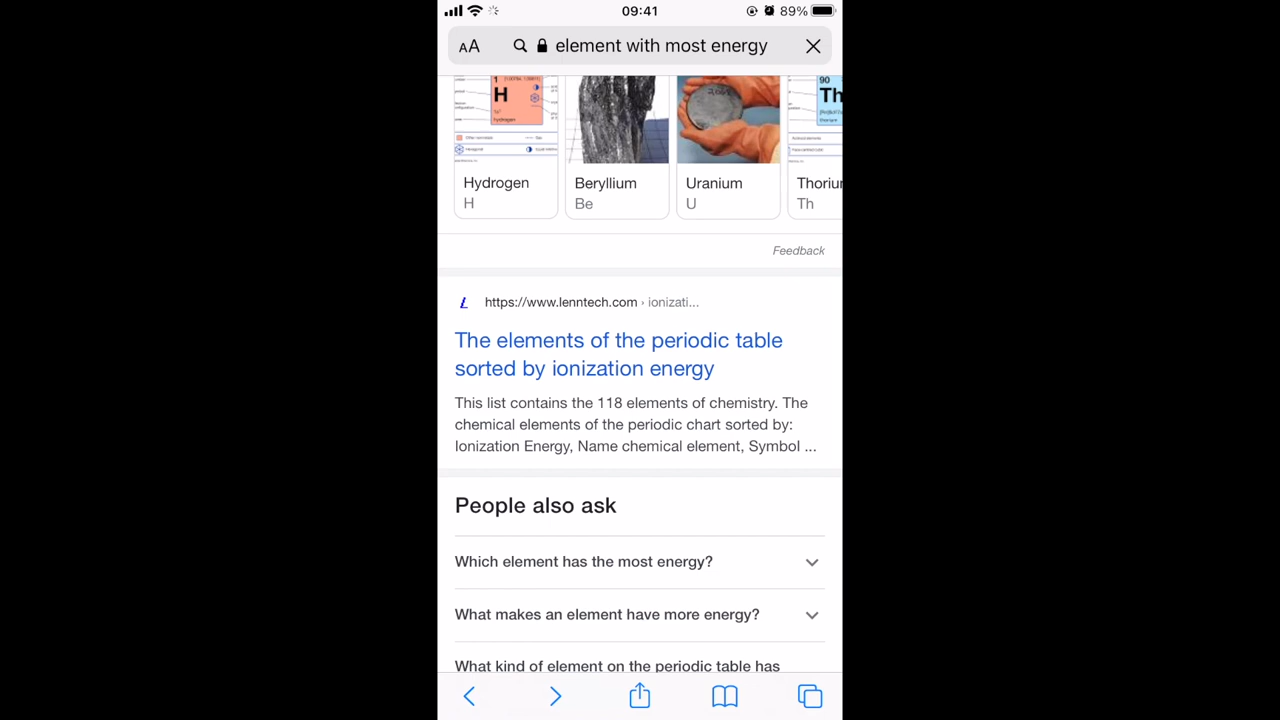 09:41
89%
AA
element with most energy
1
H
hydrogen
90
Th
Hydrogen
Beryllium
Uranium
Thoriu
H
Be
U
Th
Feedback
https://www.lenntech.com › ionizati...
The elements of the periodic table
sorted by ionization energy
This list contains the 118 elements of chemistry. The
chemical elements of the periodic chart sorted by:
Ionization Energy, Name chemical element, Symbol ...
People also ask
Which element has the most energy?
What makes an element have more energy?
What kind of element on the periodic table has